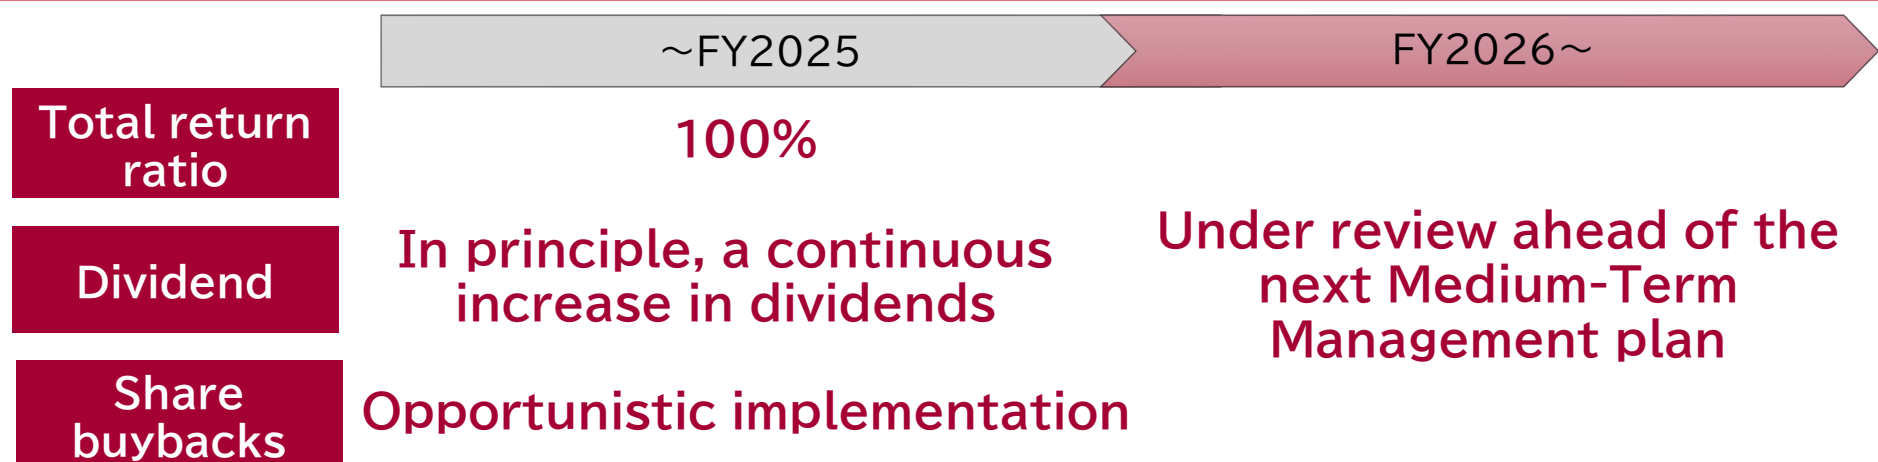 ～FY2025
FY2026～
Total return
ratio
100%
Dividend
In principle, a continuous
increase in dividends
Under review ahead of the
next Medium-Term
Management plan
Share
buybacks
Opportunistic implementation